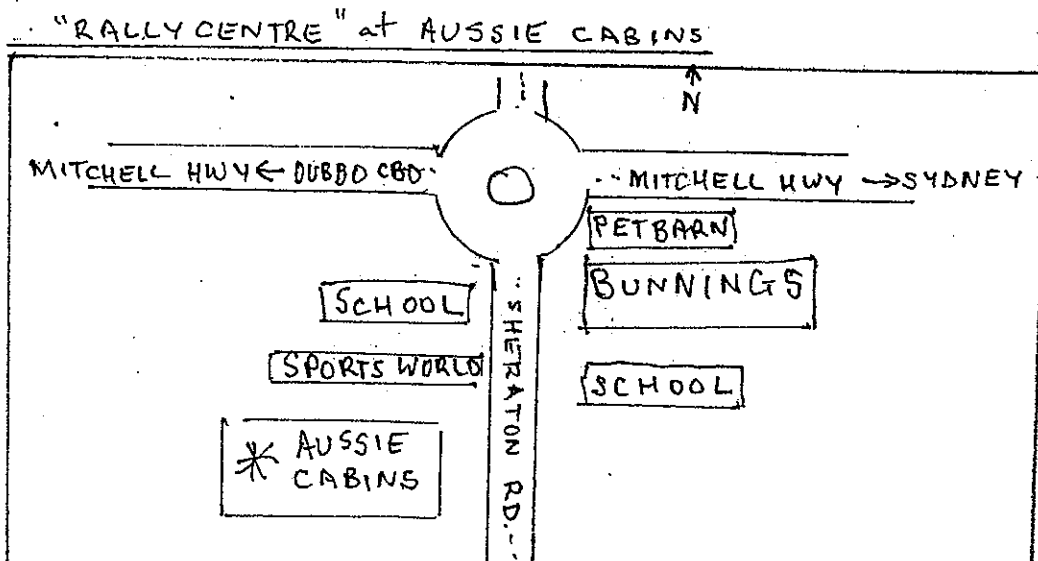 "RALLY CENTRE" at AUSSIE CABINS
N
MITCHELL HWY ← DUBBO CBD
MITCHELL HWY → SYDNEY
PETBARN
BUNNINGS
SCHOOL
SPORTS WORLD
SCHOOL
* AUSSIE
CABINS
SHERATON RD.